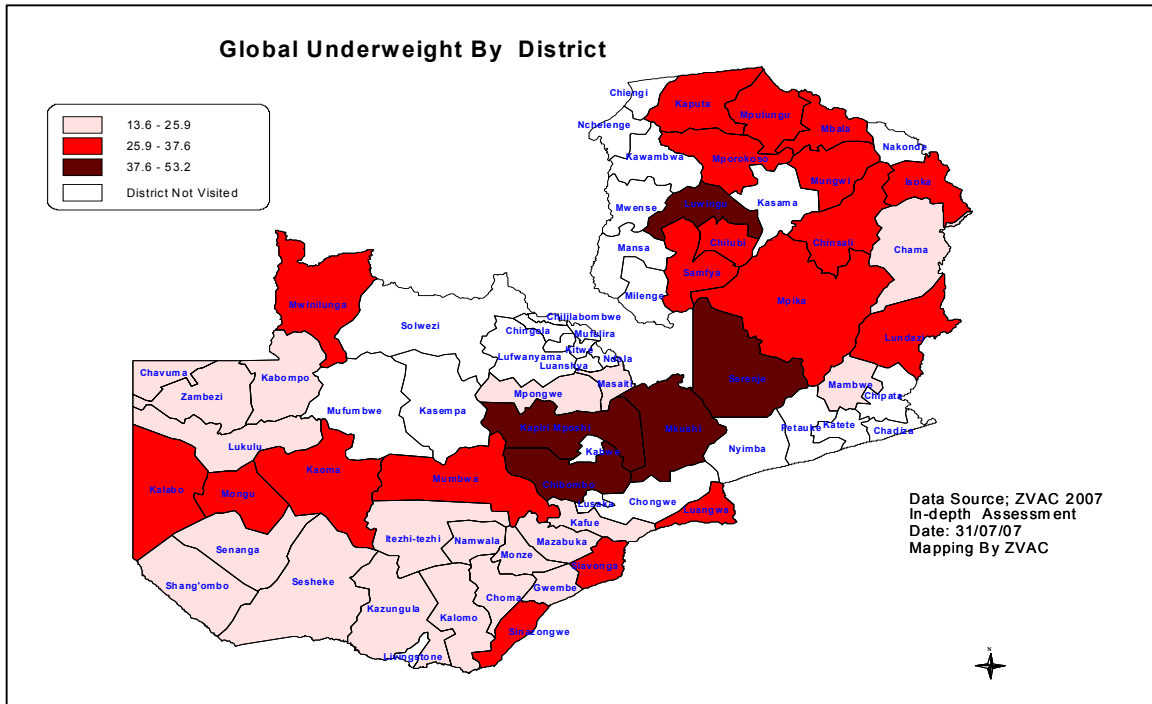 Global Underweight By District
13.6 - 25.9
25.9 - 37.6
37.6 - 53.2
District Not Visited
Chiengi
Kaputa
Mpulungu
Nchelenge
Mbala
Nakonde
Kawambwa
Mporokoso
Mungwi
Isoka
Luwingu
Kasama
Mwense
Chilubi
Chinsali
Mansa
Chama
Samfya
Milenge
Mpika
Mwinilunga
Solwezi
Chililabombwe
Chingola
Mufulira
Kitwe
Lufwanyama
Ndola
Luanshya
Lundazi
Chavuma
Kabompo
Zambezi
Mpongwe
Masaiti
Mambwe
Chipata
Mufumbwe
Kasempa
Kapiri Mposhi
Mkushi
Petauke
Katete
Chadiza
Kabwe
Nyimba
Lukulu
Kaoma
Mumbwa
Kalabo
Mongu
Lusaka
Chongwe
Luangwa
Kafue
Itezhi-tezhi
Namwala
Mazabuka
Senanga
Monze
Siavonga
Shang'ombo
Sesheke
Gwembe
Choma
Kazungula
Kalomo
Sinazongwe
Livingstone
Data Source; ZVAC 2007
In-depth Assessment
Date: 31/07/07
Mapping By ZVAC
N